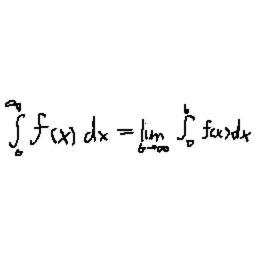 ∫₀^∞ f(x) dx = lim_{b→∞} ∫₀^b f(x) dx